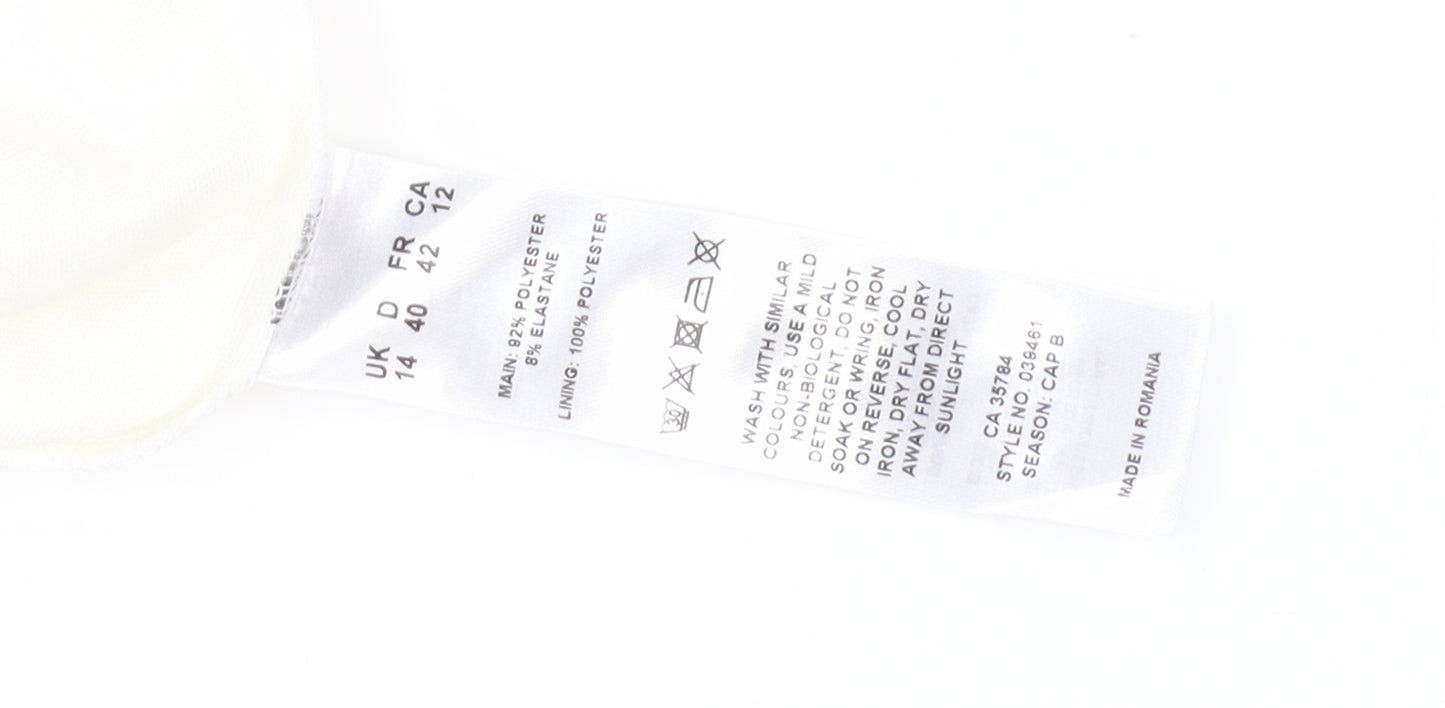 UK D FR CA
14 40 42 12
MAIN: 92% POLYESTER
8% ELASTANE
LINING: 100% POLYESTER
30
WASH WITH SIMILAR
COLOURS, USE A MILD
NON-BIOLOGICAL
DETERGENT, DO NOT
SOAK OR WRING, IRON
ON REVERSE, COOL
IRON, DRY FLAT, DRY
AWAY FROM DIRECT
SUNLIGHT
CA 35784
STYLE NO. 039461
SEASON: CAP B
MADE IN ROMANIA